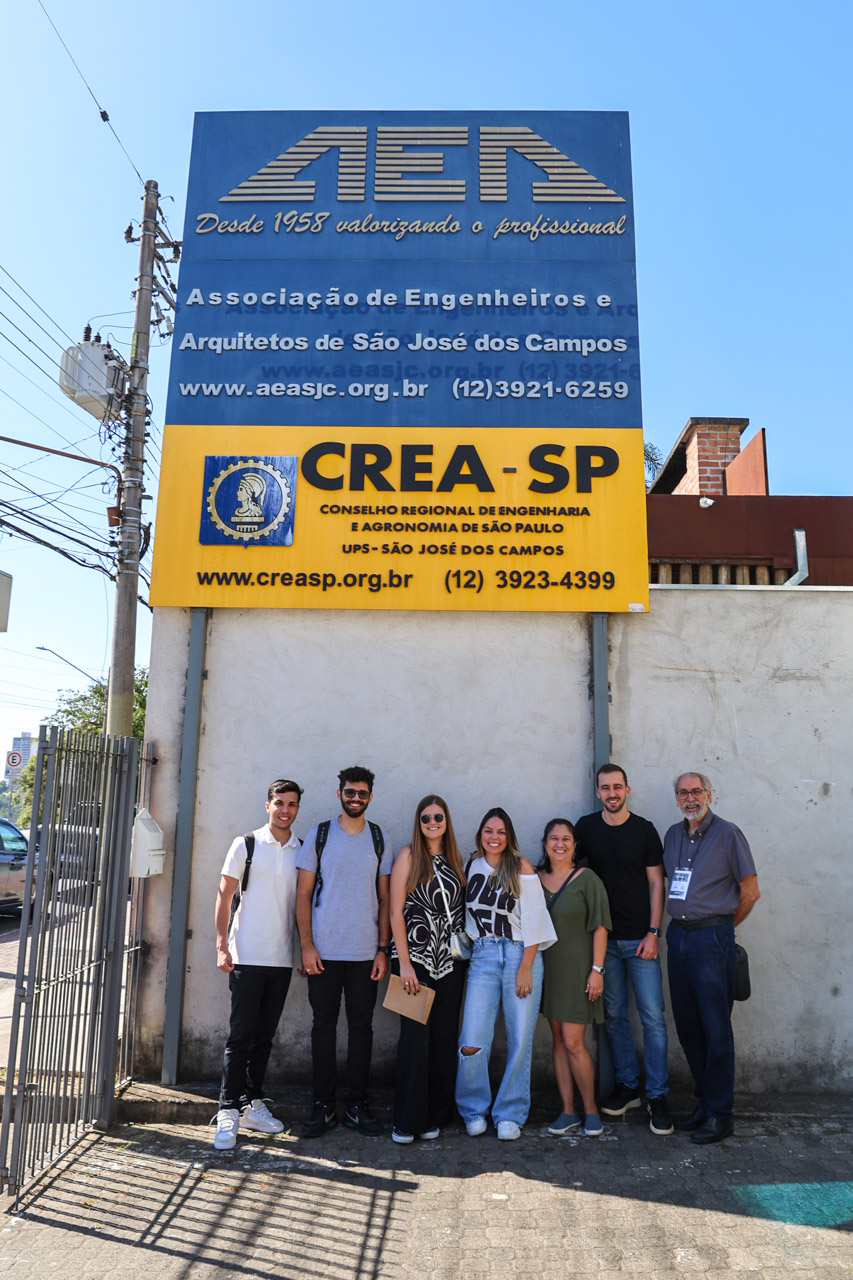 AEA
Desde 1958 valorizando o profissional
Associação de Engenheiros e
Arquitetos de São José dos Campos
www.aeasjc.org.br (12)3921-6259
CREA-SP
CONSELHO REGIONAL DE ENGENHARIA
E AGRONOMIA DE SÃO PAULO
UPS-SÃO JOSÉ DOS CAMPOS
www.creasp.org.br (12) 3923-4399
E